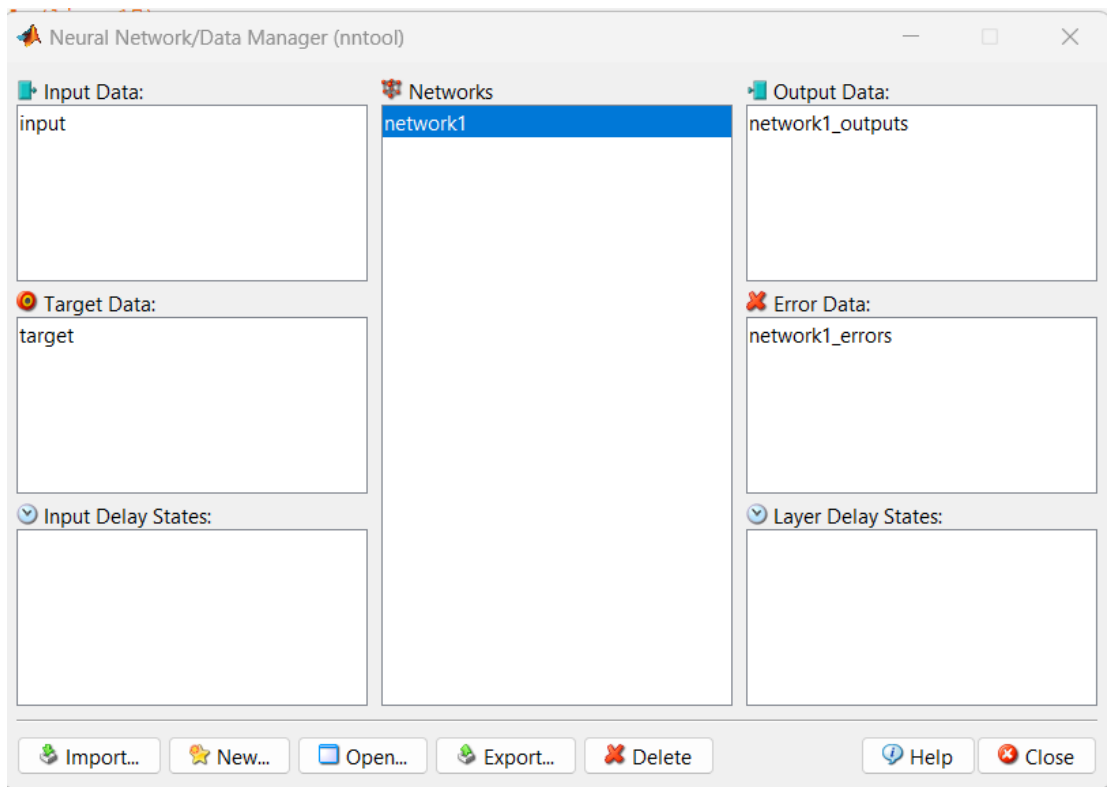 Neural Network/Data Manager (nntool)
Input Data:
input
Networks
network1
Output Data:
network1_outputs
Target Data:
target
Error Data:
network1_errors
Input Delay States:
Layer Delay States:
Import...
New...
Open...
Export...
Delete
Help
Close